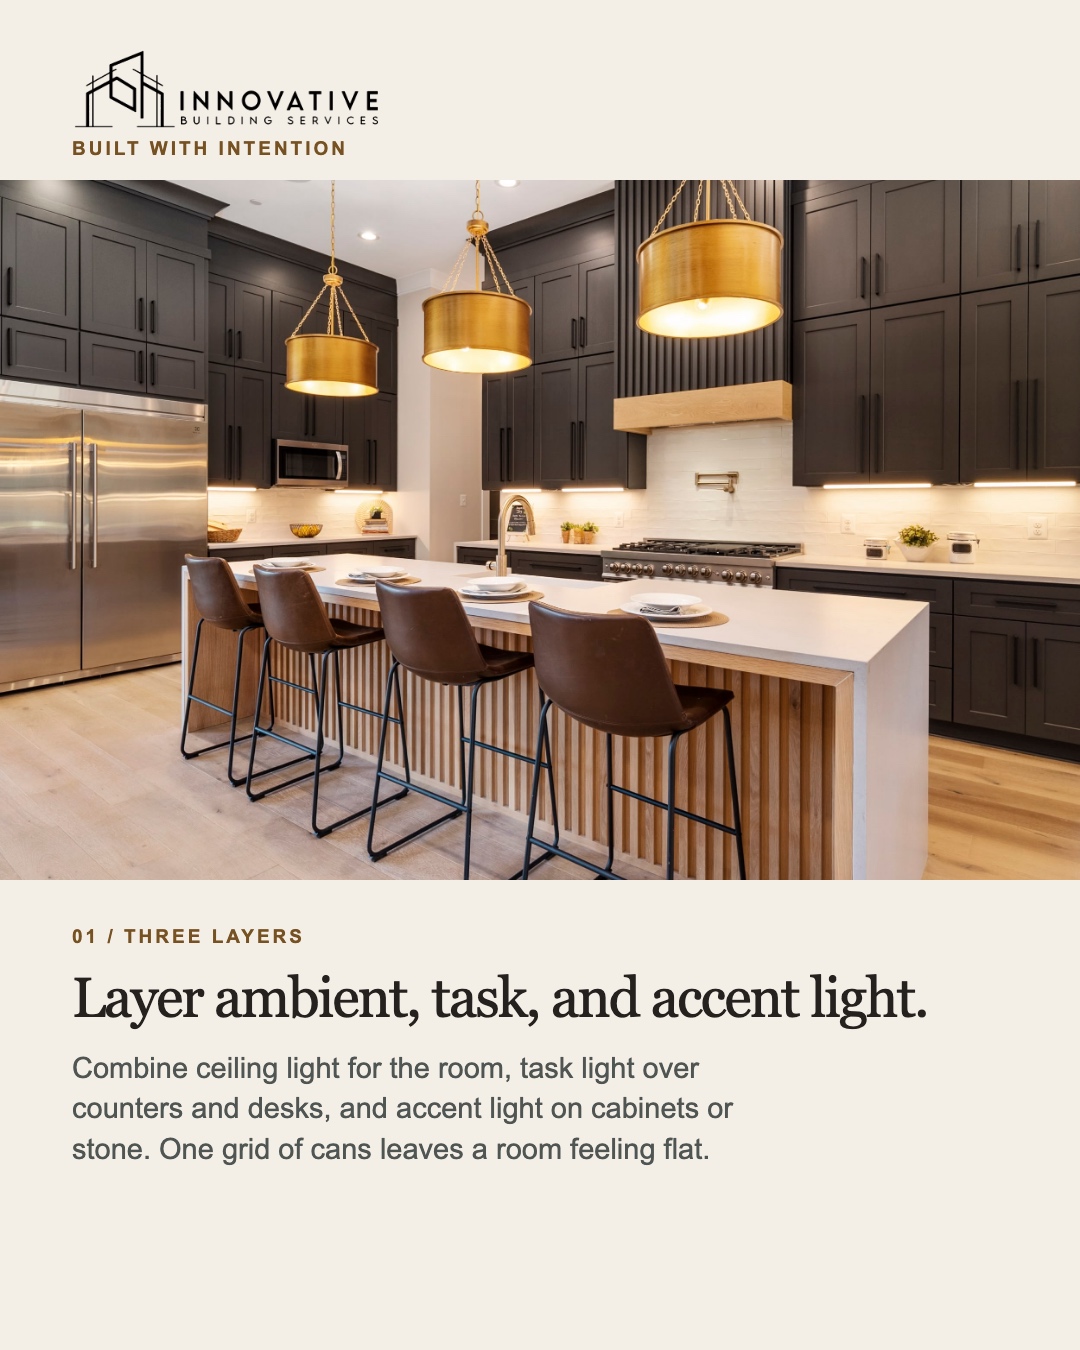 INNOVATIVE
BUILDING SERVICES
BUILT WITH INTENTION
01 / THREE LAYERS
Layer ambient, task, and accent light.
Combine ceiling light for the room, task light over
counters and desks, and accent light on cabinets or
stone. One grid of cans leaves a room feeling flat.